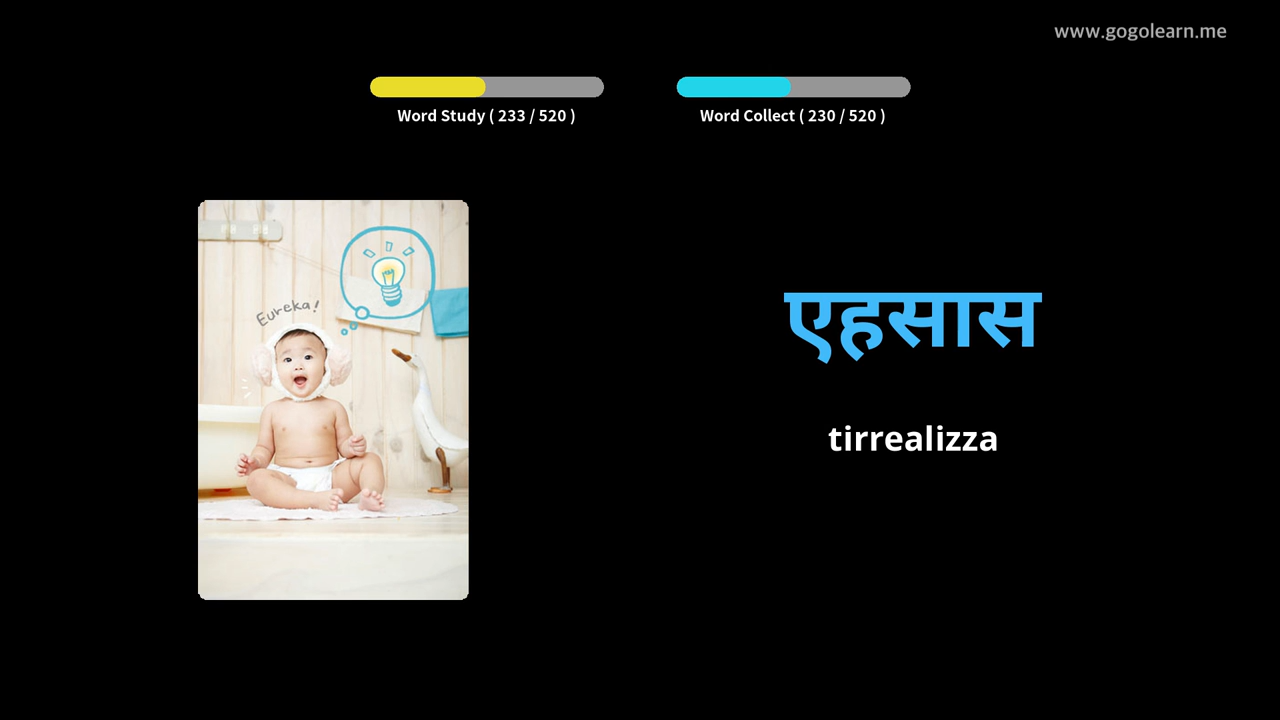 www.gogolearn.me
Word Study ( 233 / 520 )
Word Collect ( 230 / 520 )
Eureka!
एहसास
tirrealizza